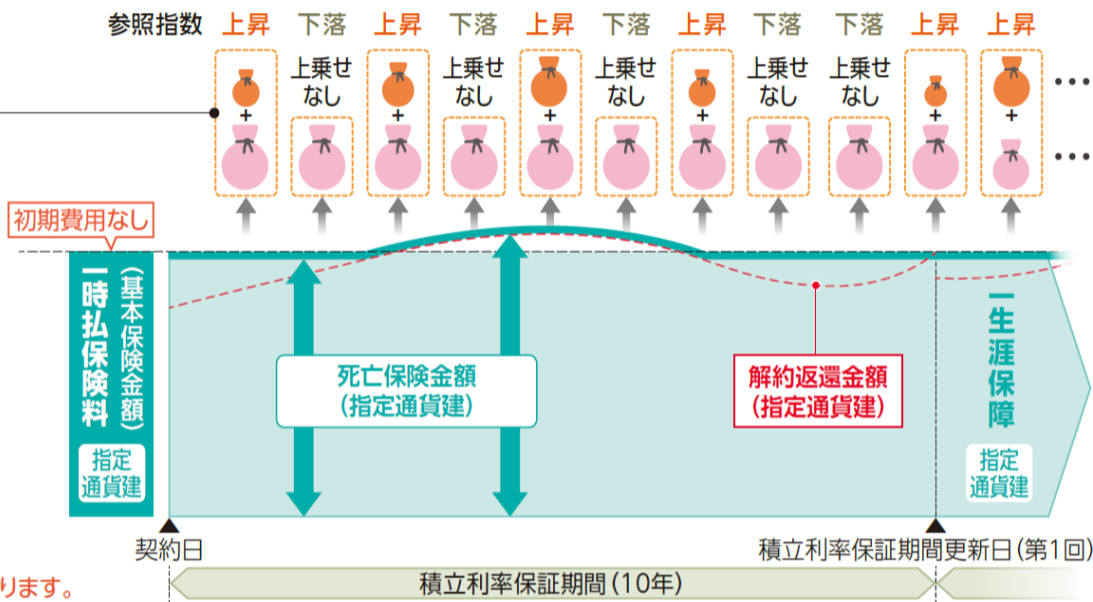 参照指数 上昇 下落 上昇 下落 上昇 下落 上昇 下落 下落 上昇 上昇
上乗せ
なし
上乗せ
なし
上乗せ
なし
上乗せ
なし
上乗せ
なし
+ + + + + +
・・・
・・・
初期費用なし
一時払保険料
(基本保険金額)
指定
通貨建
死亡保険金額
(指定通貨建)
解約返還金額
(指定通貨建)
一生涯保障
指定
通貨建
契約日
積立利率保証期間更新日(第1回)
積立利率保証期間(10年)
ります。